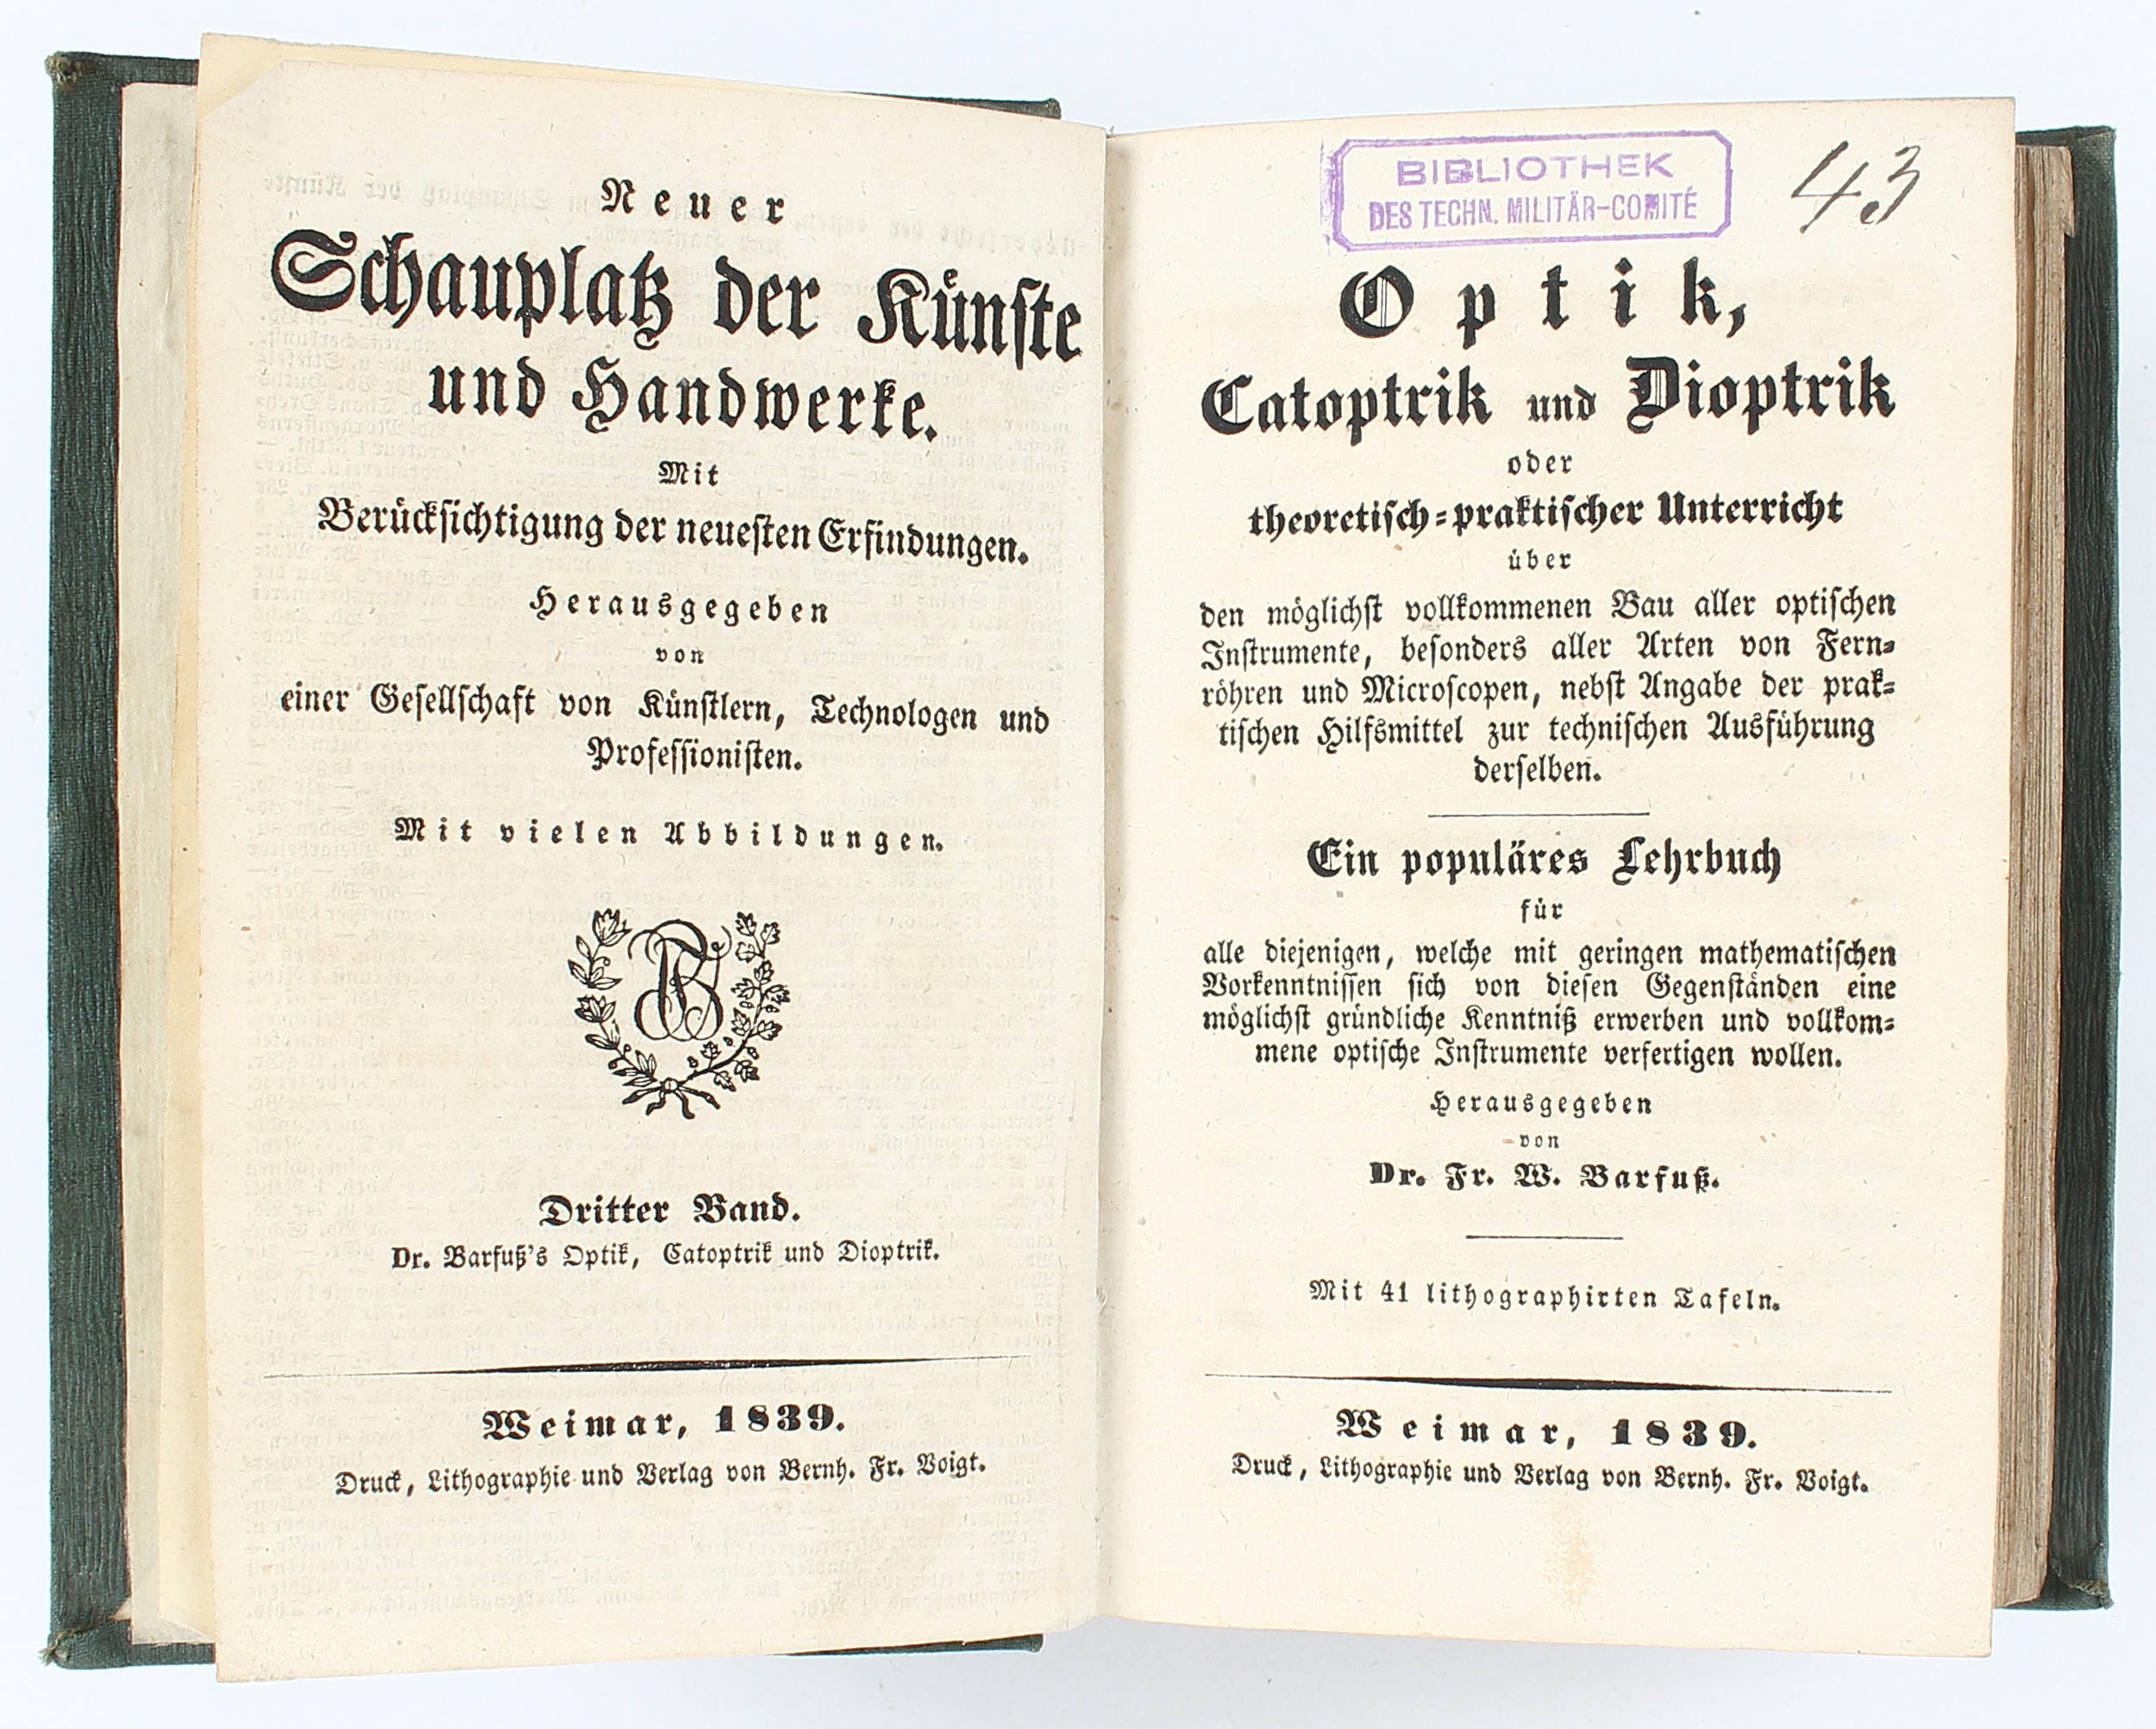 Neuer
Schauplatz der Künste
und Handwerke.
Mit
Berücksichtigung der neuesten Erfindungen.
Herausgegeben
von
einer Gesellschaft von Künstlern, Technologen und
Professionisten.
Mit vielen Abbildungen.
Dritter Band.
Dr. Barfuß's Optik, Catoptrik und Dioptrik.
Weimar, 1839.
Druck, Lithographie und Verlag von Bernh. Fr. Voigt.
BIBLIOTHEK
DES TECHN. MILITÄR-COMITÉ
43
Optik,
Catoptrik und Dioptrik
oder
theoretisch-praktischer Unterricht
über
den möglichst vollkommenen Bau aller optischen
Instrumente, besonders aller Arten von Fern-
röhren und Microscopen, nebst Angabe der prak-
tischen Hilfsmittel zur technischen Ausführung
derselben.
Ein populäres Lehrbuch
für
alle diejenigen, welche mit geringen mathematischen
Vorkenntnissen sich von diesen Gegenständen eine
möglichst gründliche Kenntniß erwerben und vollkom-
mene optische Instrumente verfertigen wollen.
Herausgegeben
von
Dr. Fr. W. Barfuß.
Mit 41 lithographirten Tafeln.
Weimar, 1839.
Druck, Lithographie und Verlag von Bernh. Fr. Voigt.